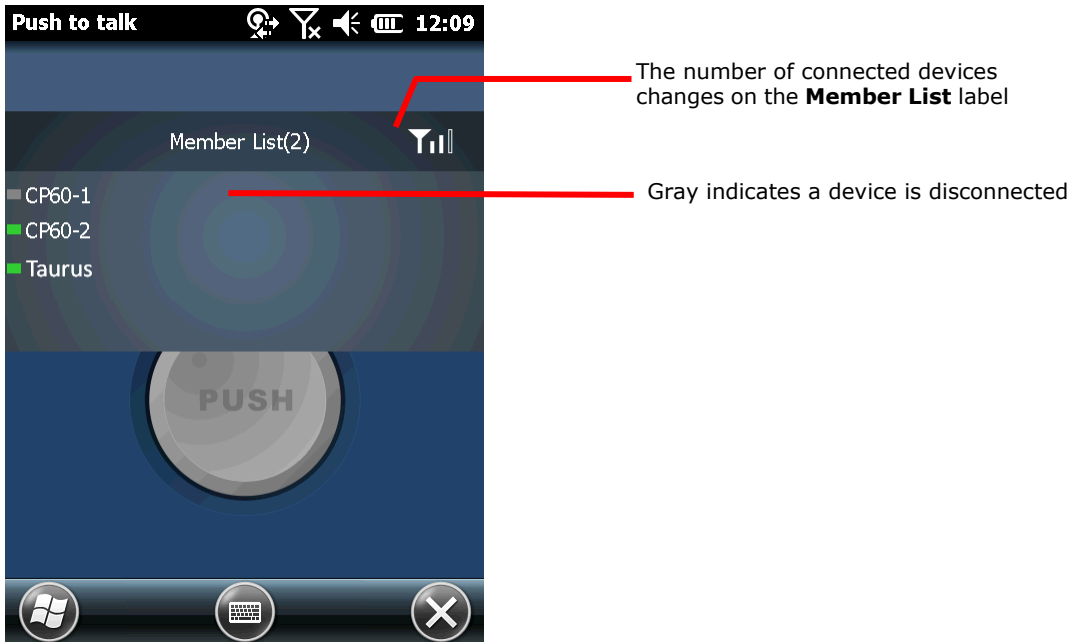 Push to talk 12:09
The number of connected devices
changes on the Member List label
Member List(2)
Gray indicates a device is disconnected
CP60-1
CP60-2
Taurus
PUSH